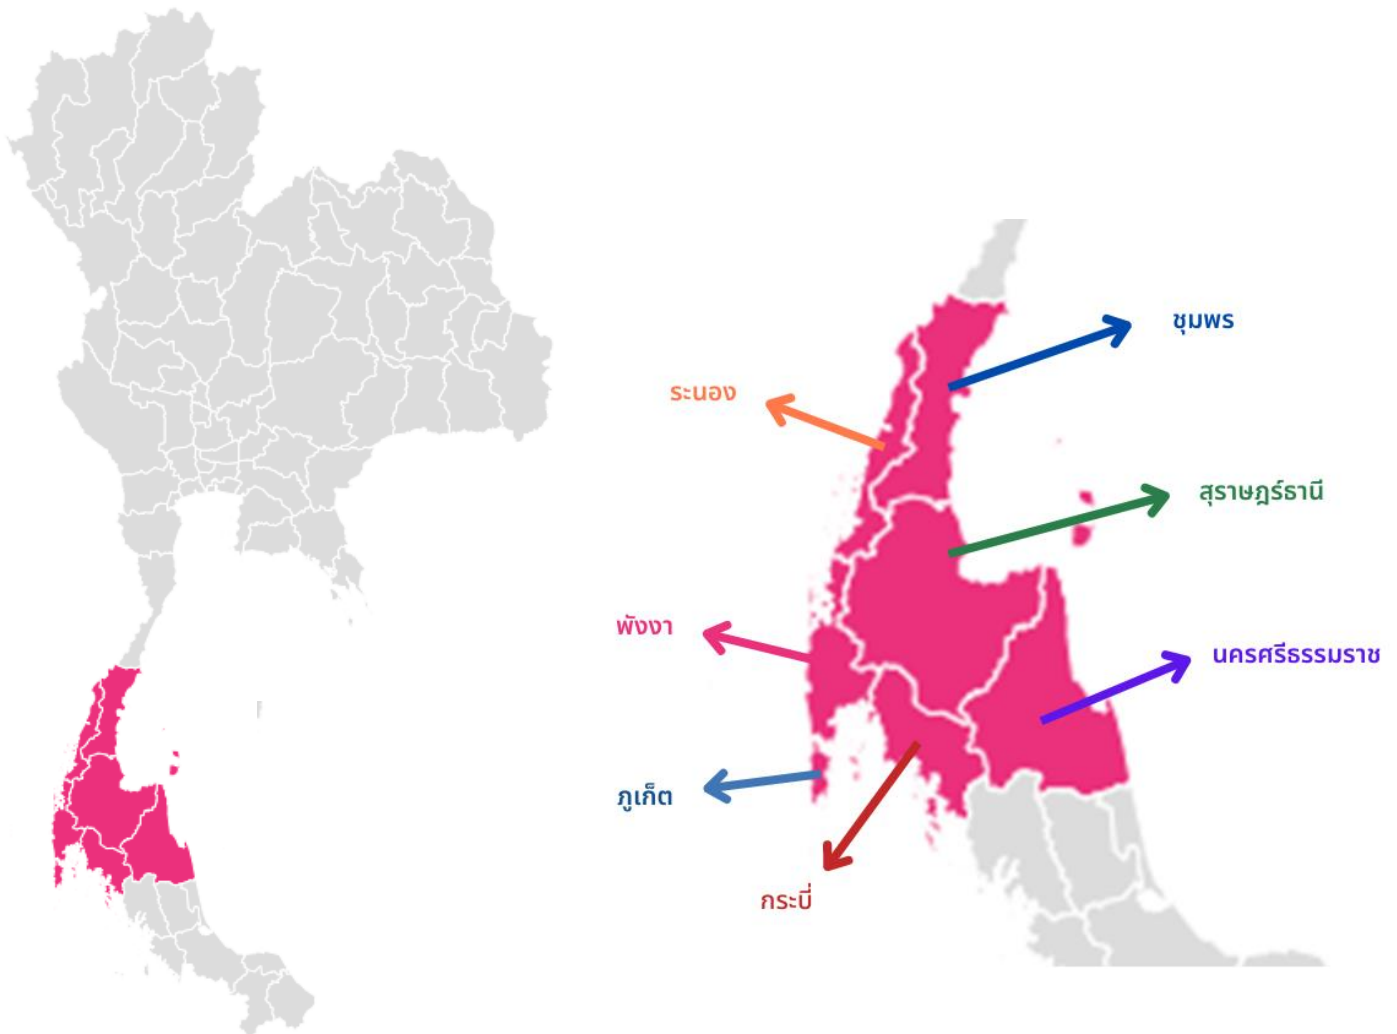 ชุมพร
ระนอง
สุราษฎร์ธานี
พังงา
นครศรีธรรมราช
ภูเก็ต
กระบี่